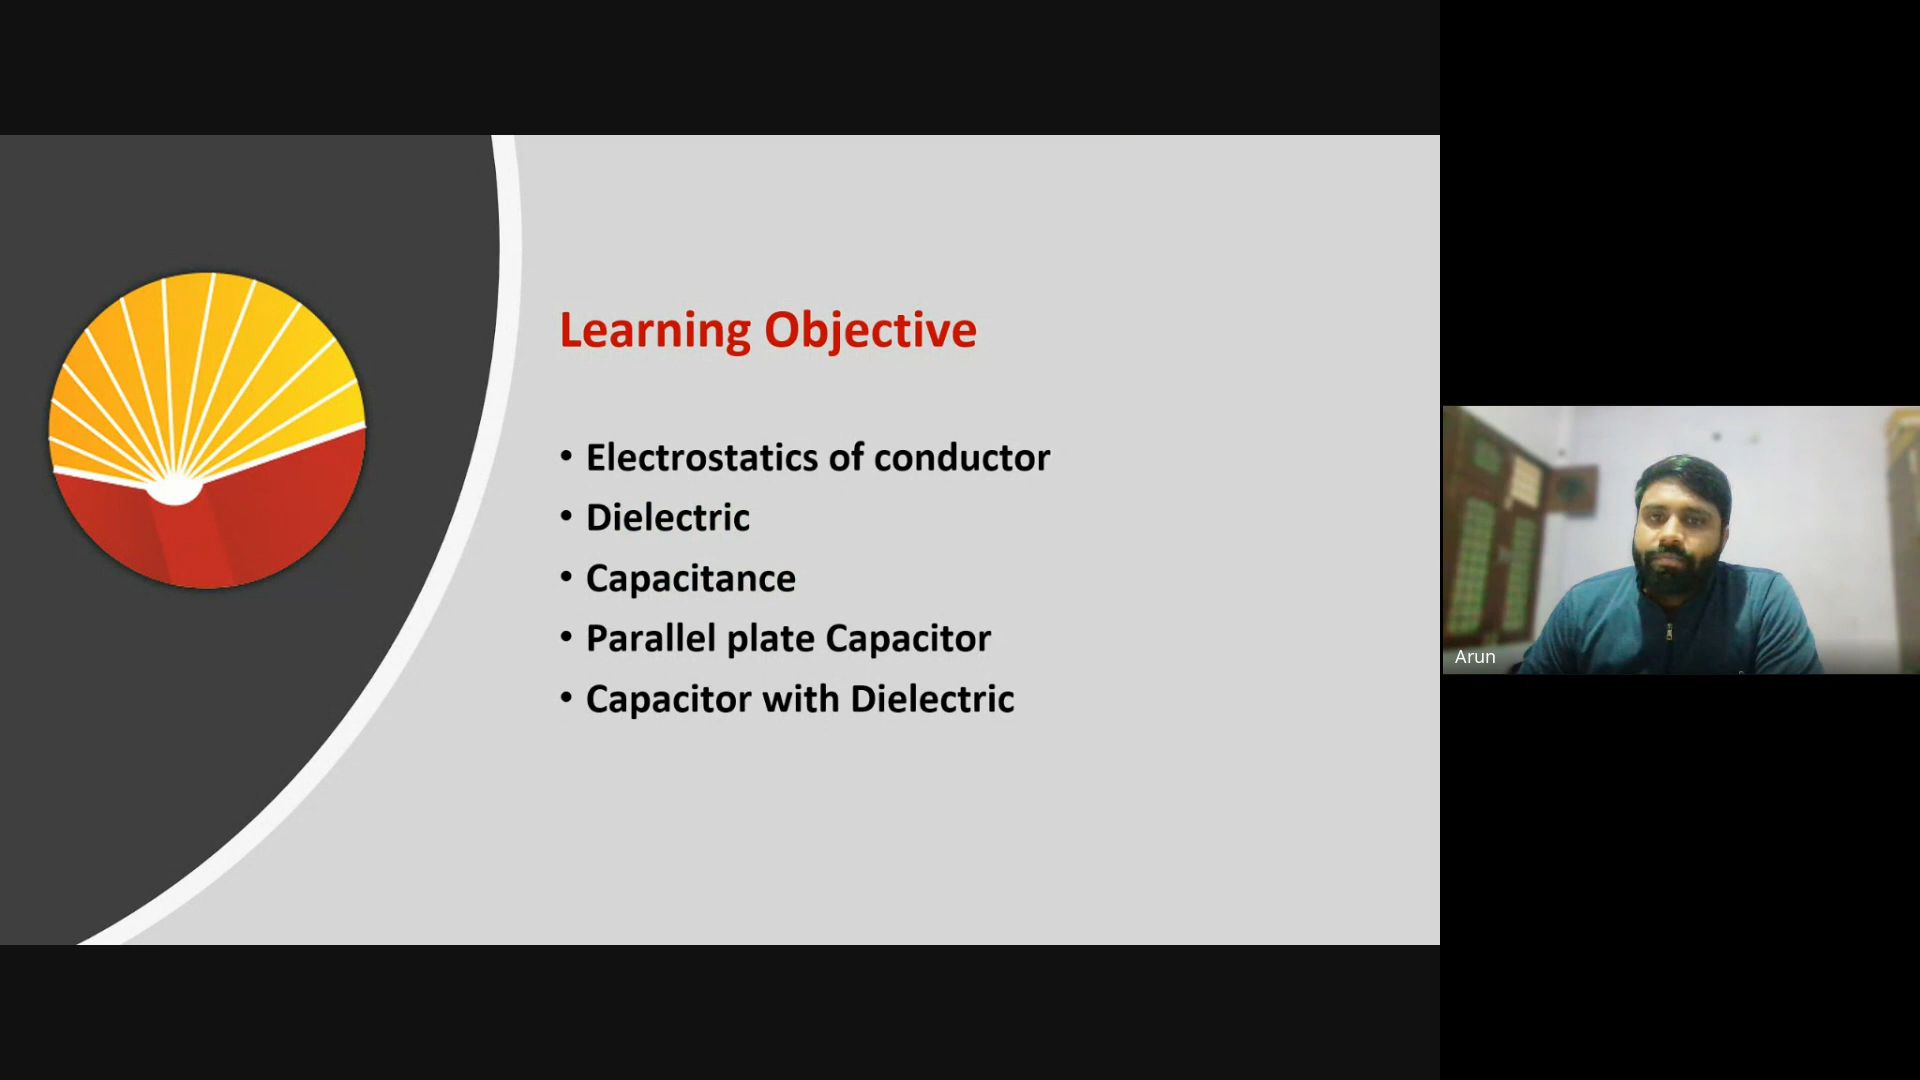 Learning Objective
• Electrostatics of conductor
• Dielectric
• Capacitance
• Parallel plate Capacitor
• Capacitor with Dielectric
Arun